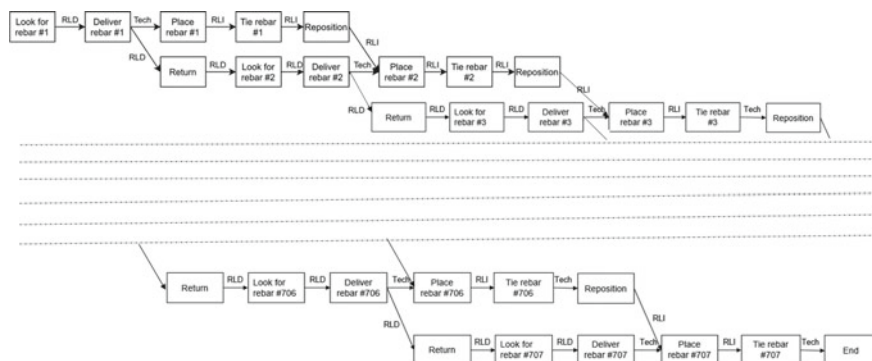 Look for
rebar #1
RLD
Deliver
rebar #1
Tech
Place
rebar #1
RLI
Tie rebar
#1
RLI
Reposition
RLD
RLI
Return
RLD
Look for
rebar #2
RLD
Deliver
rebar #2
Tech
Place
rebar #2
RLI
Tie rebar
#2
RLI
Reposition
RLD
RLI
Return
RLD
Look for
rebar #3
RLD
Deliver
rebar #3
Tech
Place
rebar #3
RLI
Tie rebar
#3
Tech
Reposition
Return
RLD
Look for
rebar #706
RLD
Deliver
rebar #706
Tech
Place
rebar #706
RLI
Tie rebar
#706
Tech
Reposition
RLD
RLI
Return
RLD
Look for
rebar #707
RLD
Deliver
rebar #707
Tech
Place
rebar #707
RLI
Tie rebar
#707
Tech
End